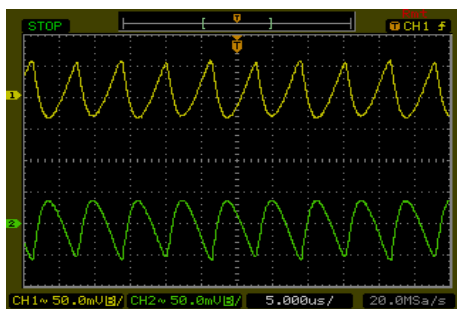 STOP
T CH1
1
2
CH1~ 50.0mV B/ CH2~ 50.0mV B/ 5.000us/ 20.0MSa/s